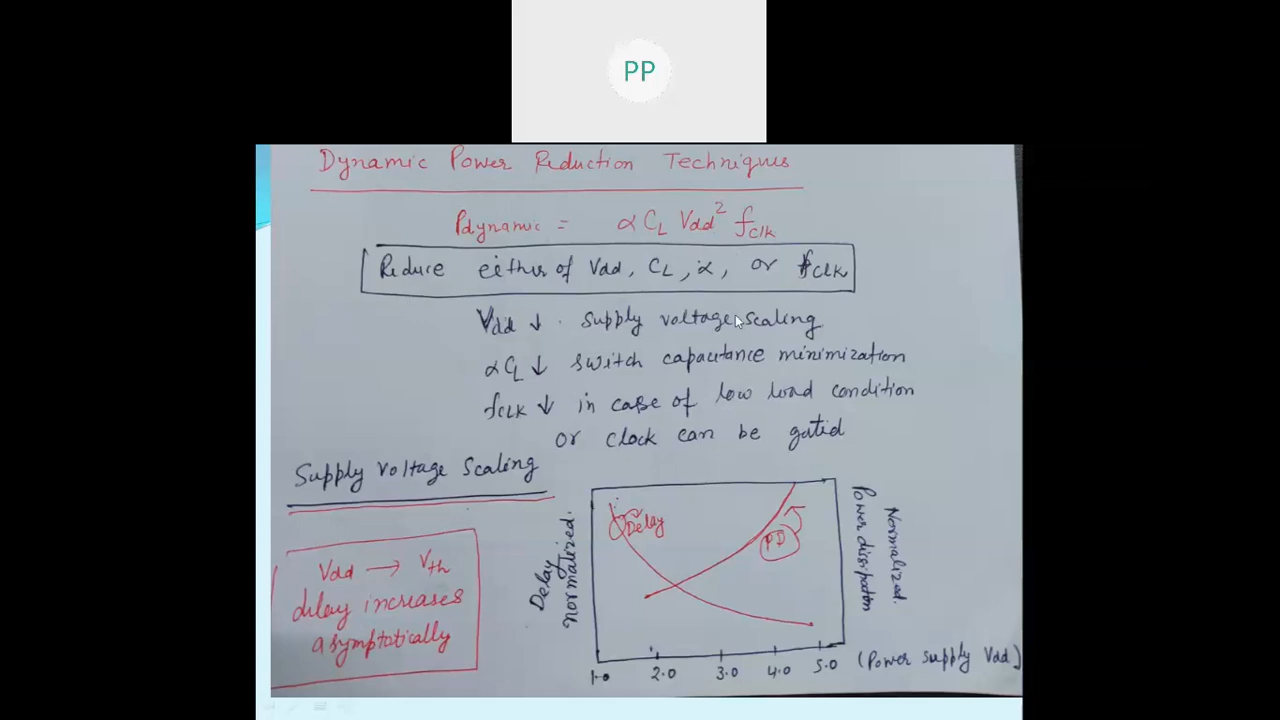 PP
Dynamic Power Reduction Techniques
Pdynamic = α CL Vdd² fclk
Reduce either of Vdd, CL, α, or fCLK
Vdd ↓ . supply voltage scaling
αCL ↓ switch capacitance minimization
fCLK ↓ in case of low load condition
or clock can be gated
Supply voltage Scaling
Vdd → Vth
delay increases
asymptotically
Delay
normalized.
Delay
PD
Normalized.
Power dissipation
1.0 2.0 3.0 4.0 5.0 (Power supply Vdd)